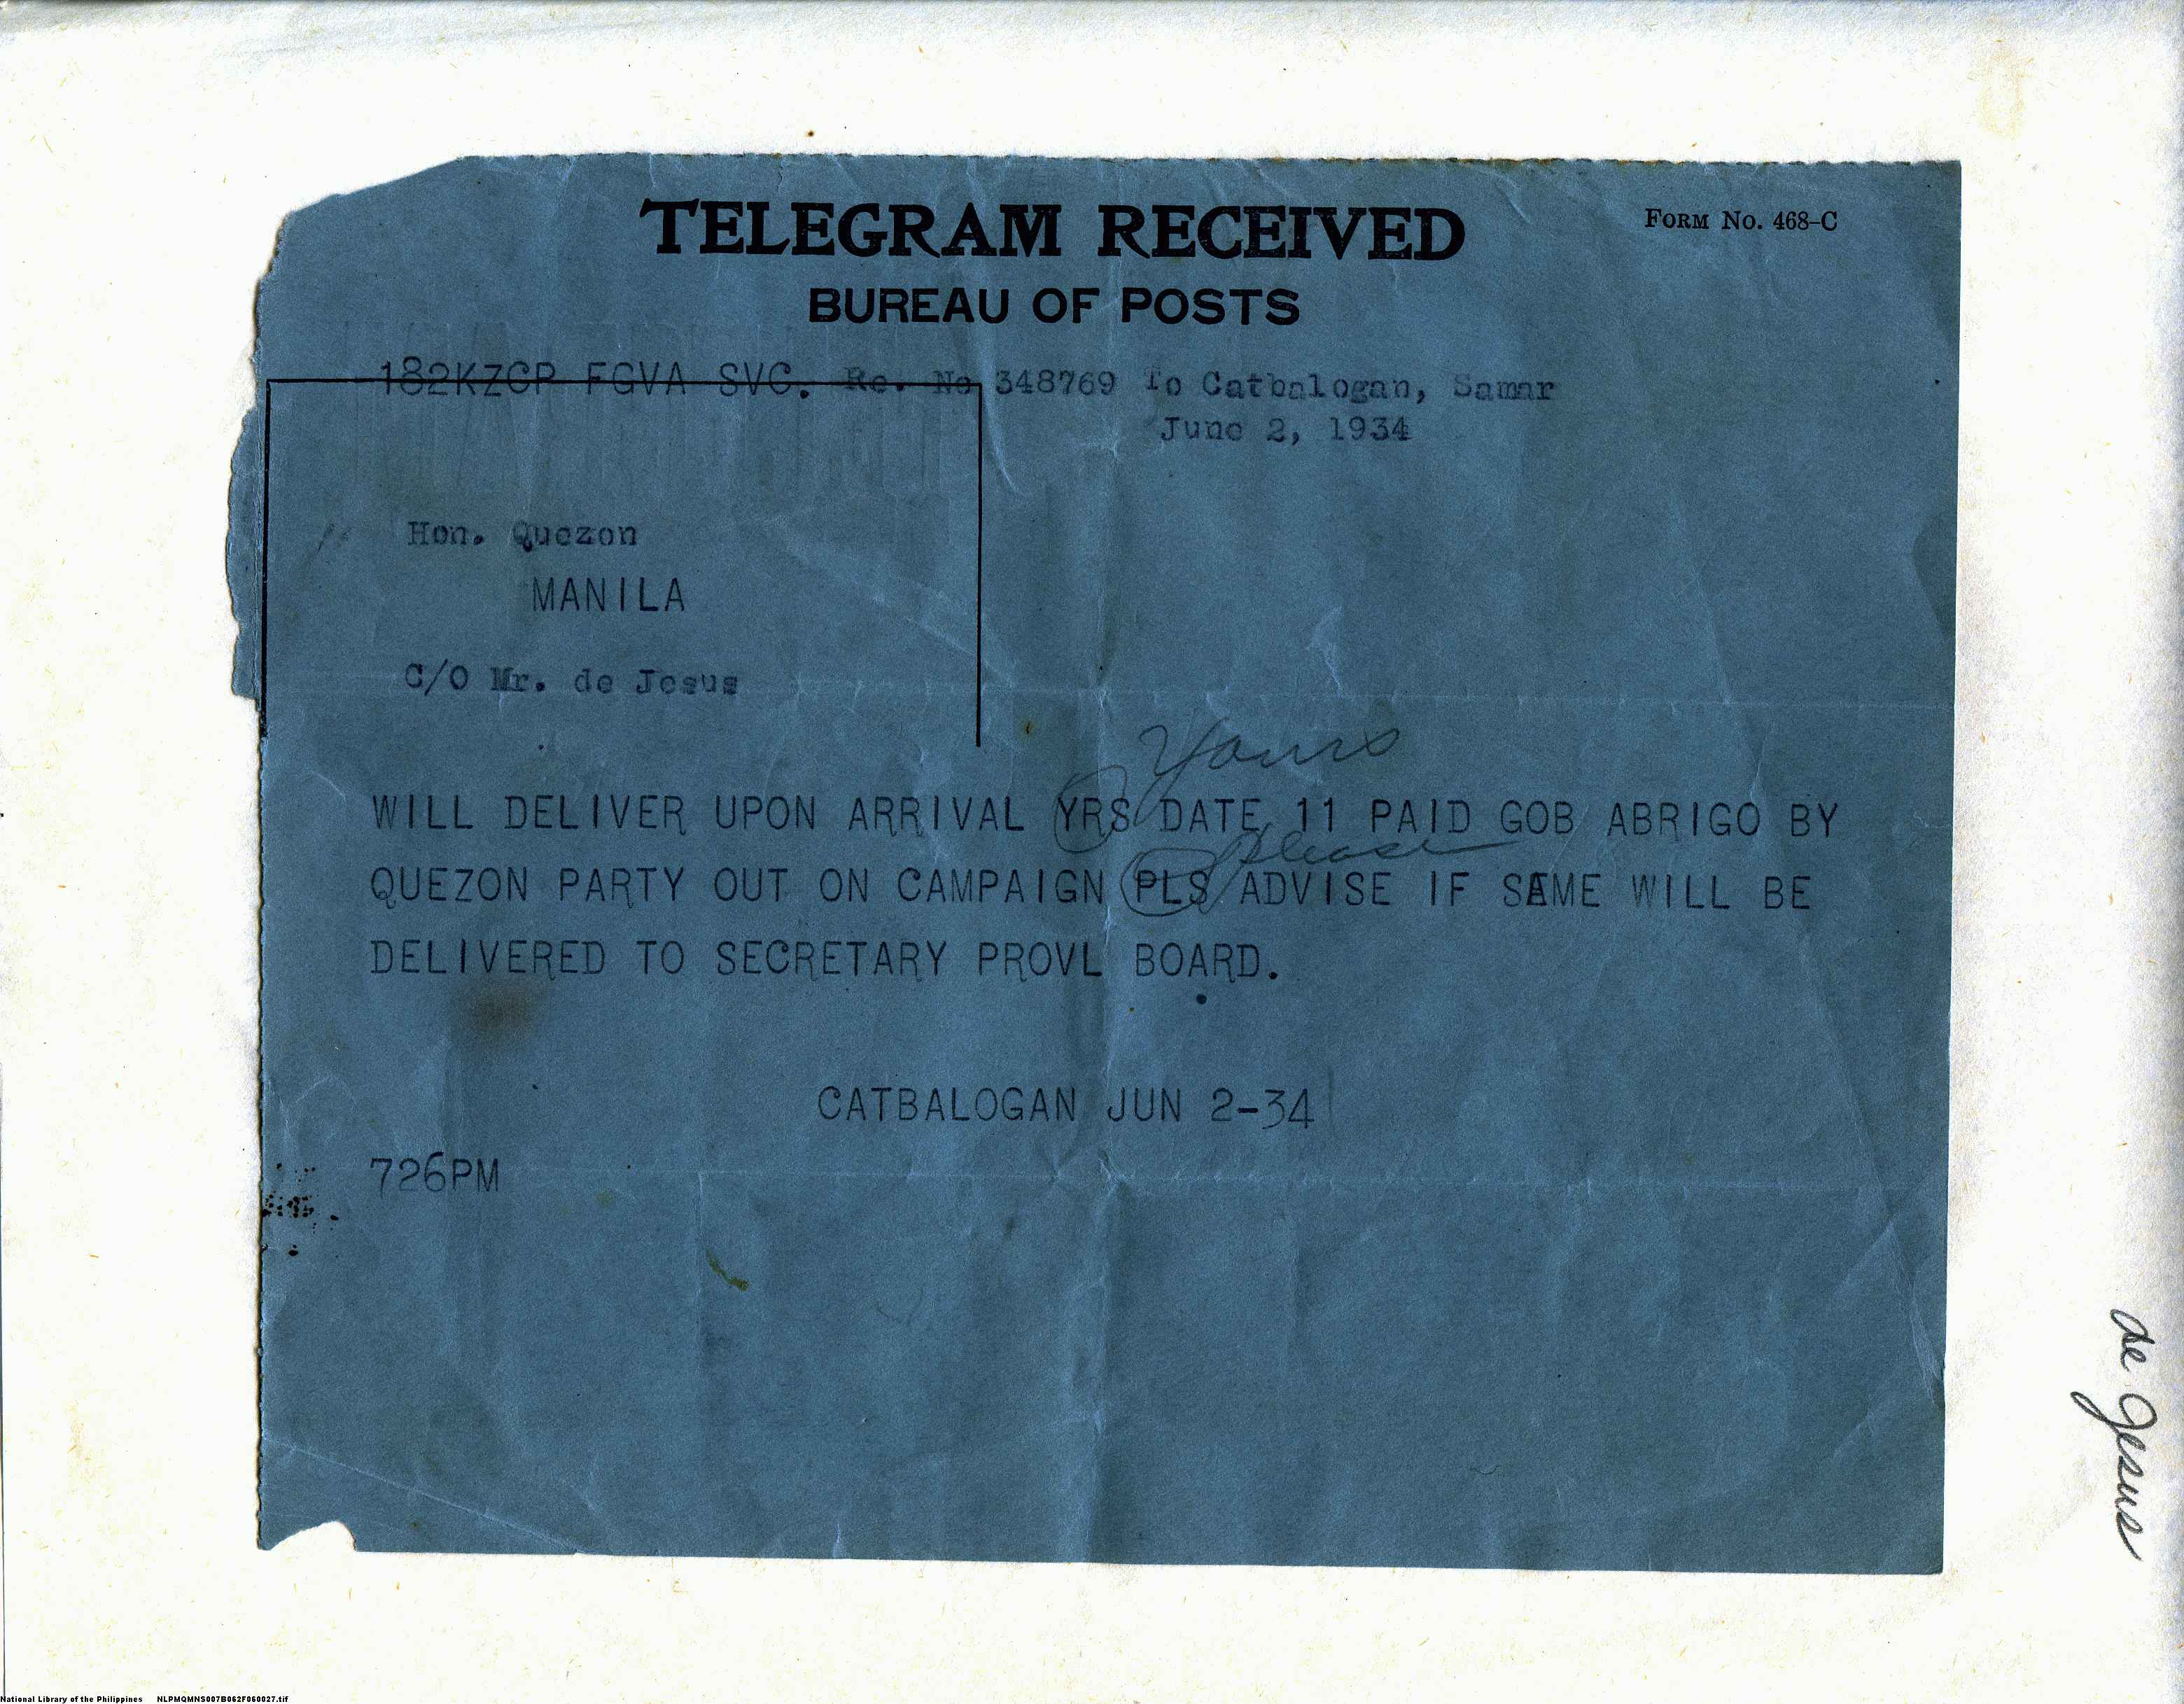 TELEGRAM RECEIVED
FORM No. 468-C
BUREAU OF POSTS
182KZCP FGVA SVC. Re. No 348769 To Catbalogan, Samar
June 2, 1934
Hon. Quezon
MANILA
C/O Mr. de Jesus
Yours
WILL DELIVER UPON ARRIVAL YRS DATE 11 PAID GOB ABRIGO BY
please
QUEZON PARTY OUT ON CAMPAIGN PLS ADVISE IF SAME WILL BE
DELIVERED TO SECRETARY PROVL BOARD.
CATBALOGAN JUN 2-34
726PM
de Jesus
National Library of the Philippines NLPMQMNS007B062F060027.tif